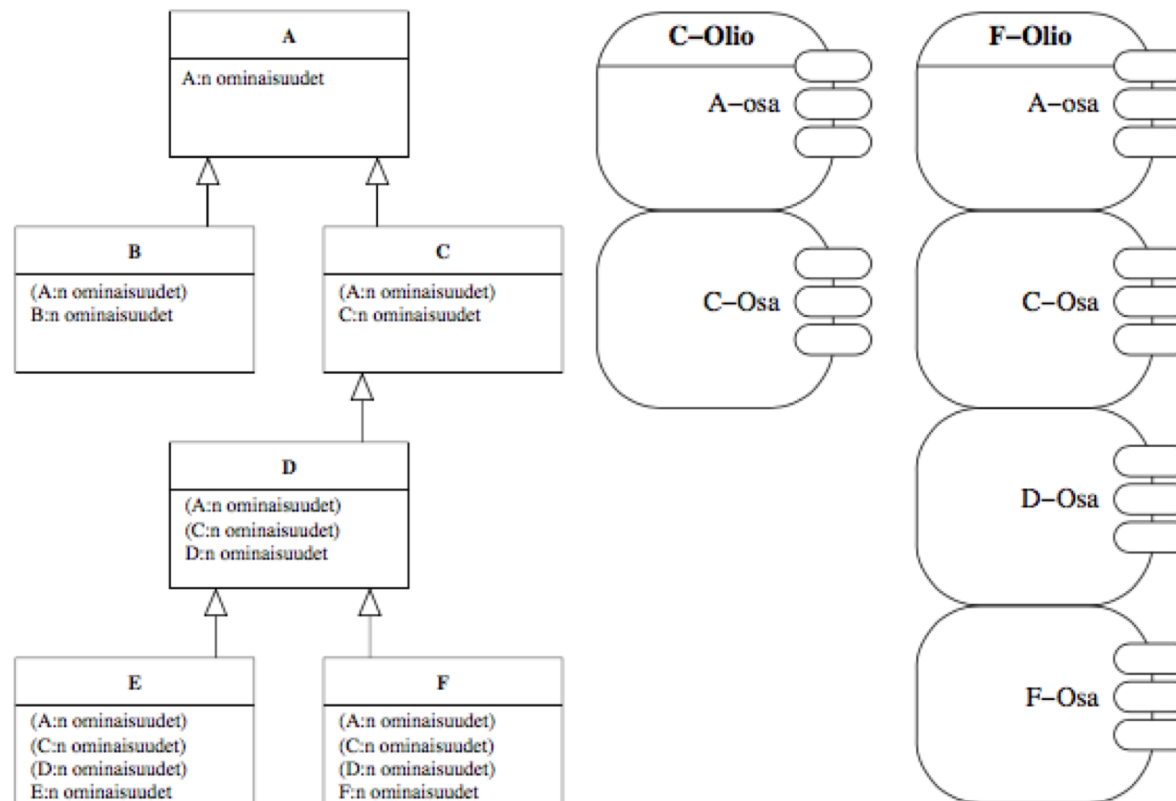 A
A:n ominaisuudet
B
(A:n ominaisuudet)
B:n ominaisuudet
C
(A:n ominaisuudet)
C:n ominaisuudet
D
(A:n ominaisuudet)
(C:n ominaisuudet)
D:n ominaisuudet
E
(A:n ominaisuudet)
(C:n ominaisuudet)
(D:n ominaisuudet)
E:n ominaisuudet
F
(A:n ominaisuudet)
(C:n ominaisuudet)
(D:n ominaisuudet)
F:n ominaisuudet
C–Olio
A–osa
C–Osa
F–Olio
A–osa
C–Osa
D–Osa
F–Osa